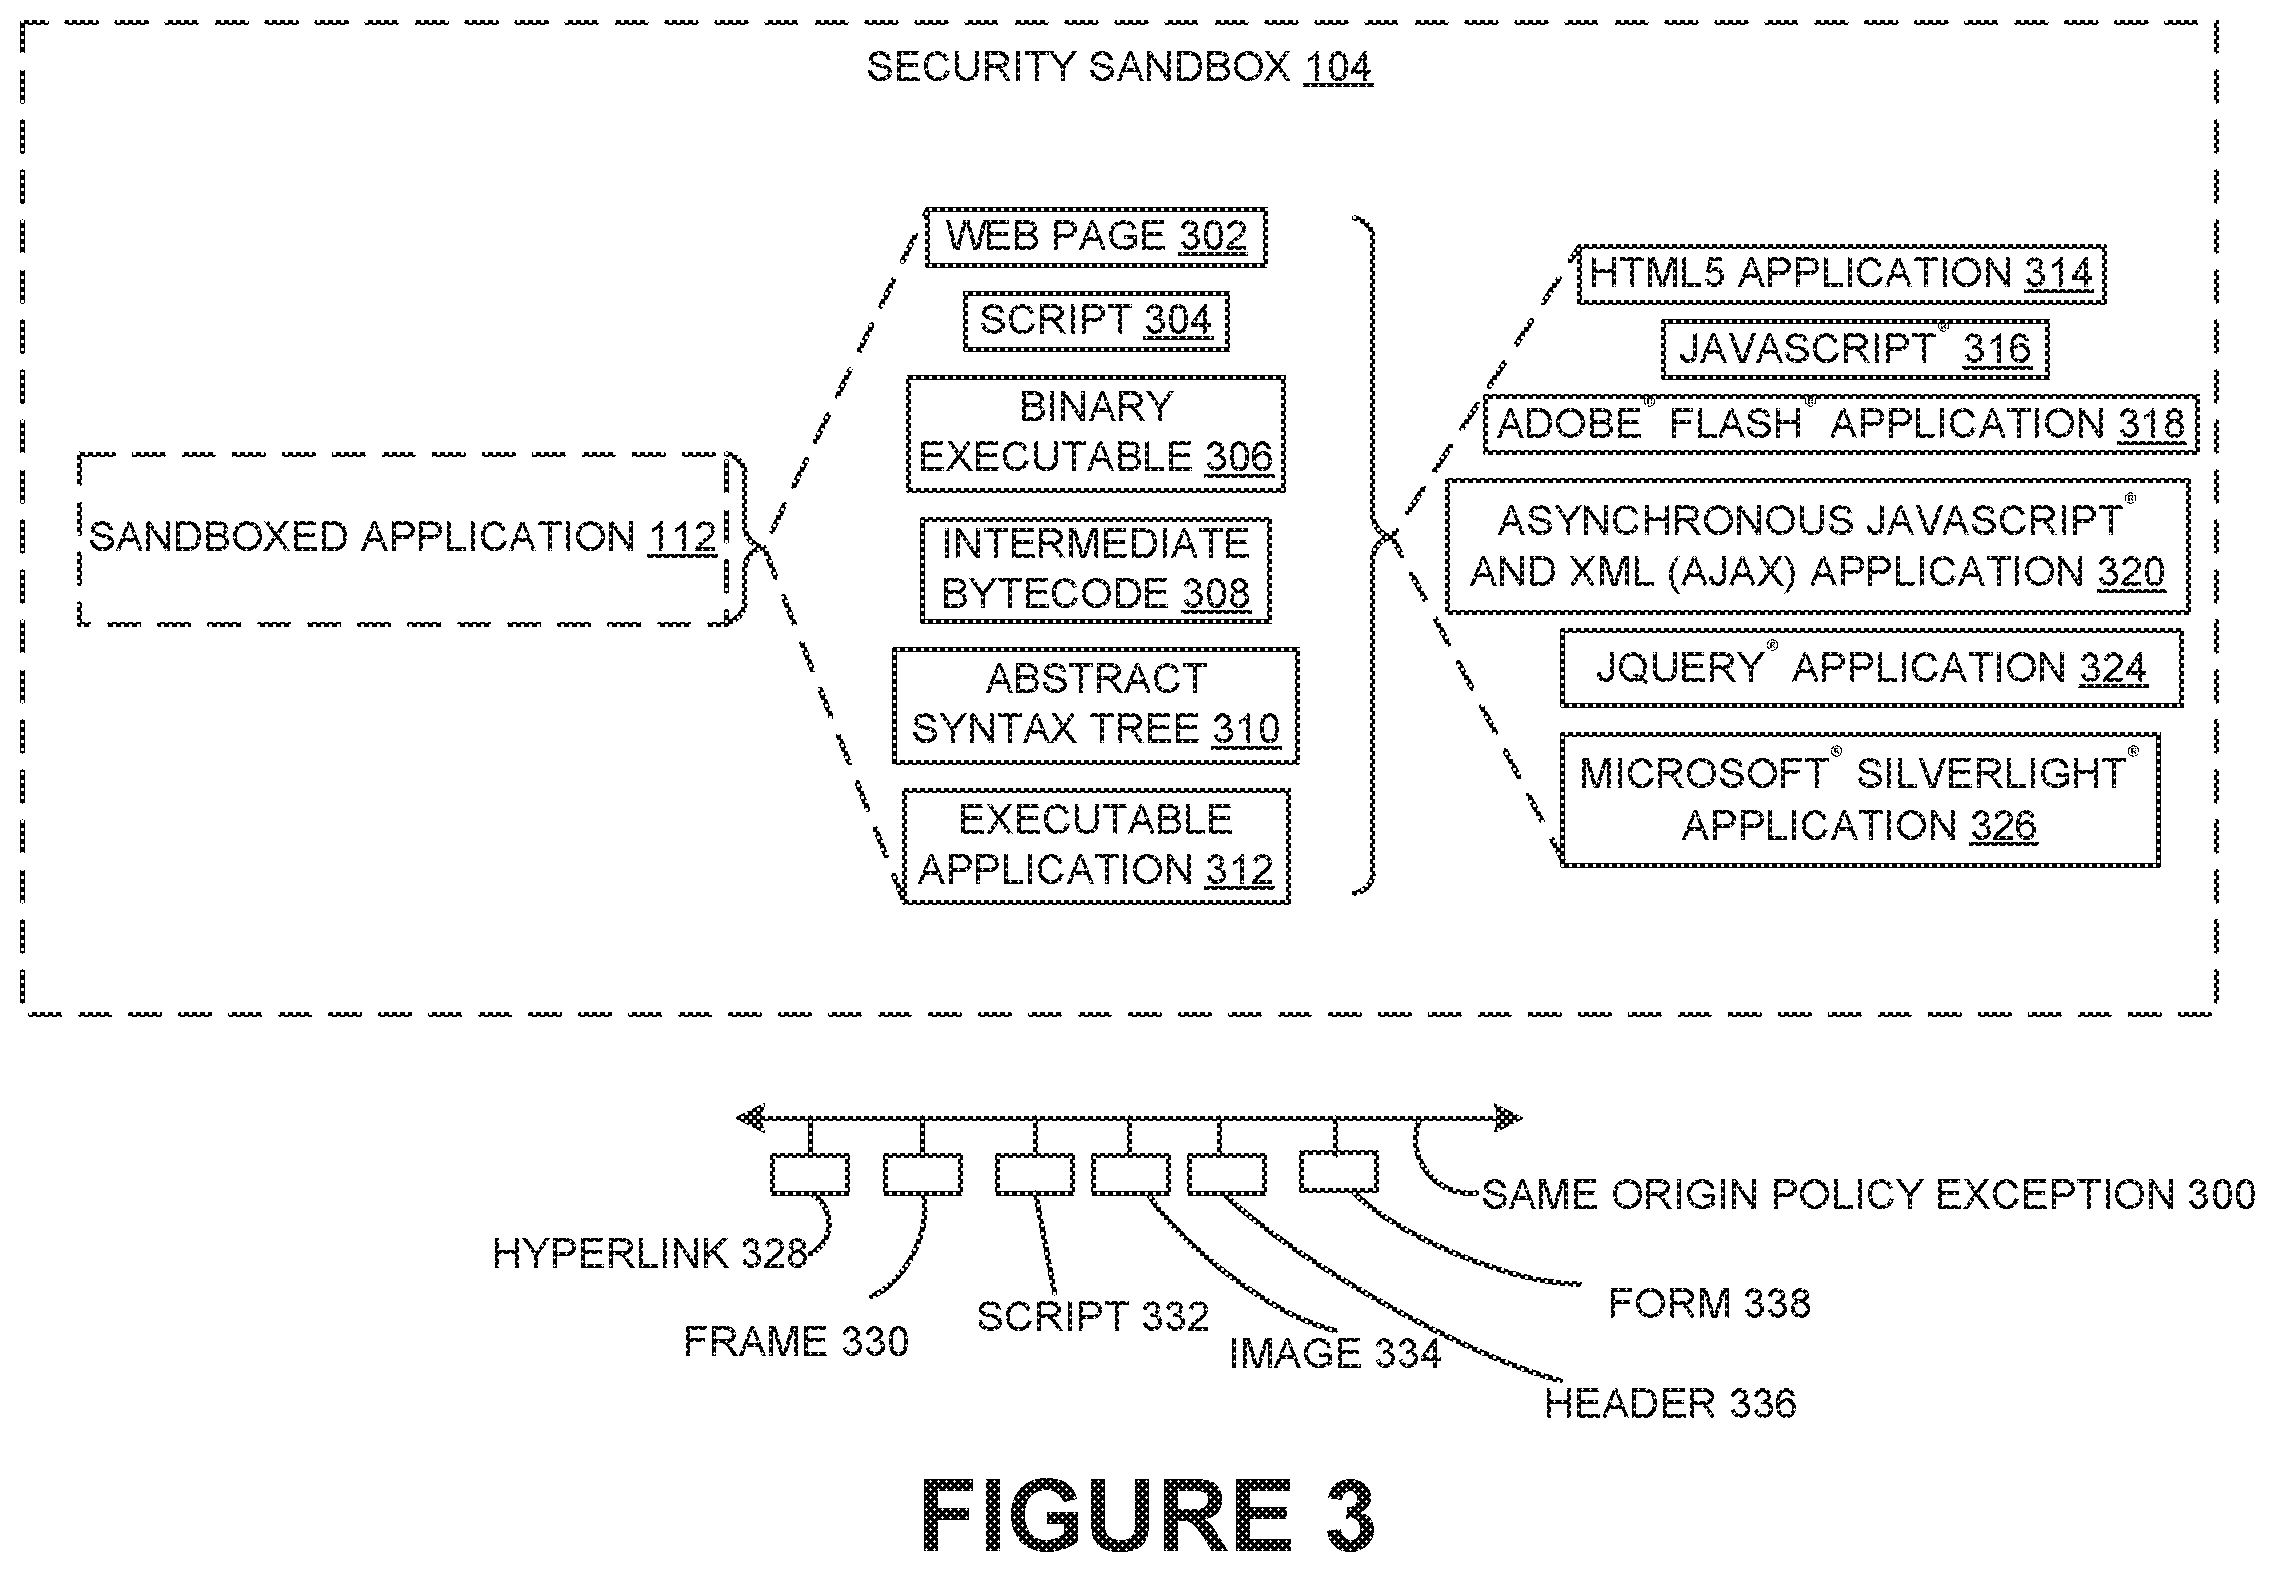 SECURITY SANDBOX 104
WEB PAGE 302
SCRIPT 304
BINARY
EXECUTABLE 306
INTERMEDIATE
BYTECODE 308
ABSTRACT
SYNTAX TREE 310
EXECUTABLE
APPLICATION 312
SANDBOXED APPLICATION 112
HTML5 APPLICATION 314
JAVASCRIPT® 316
ADOBE® FLASH® APPLICATION 318
ASYNCHRONOUS JAVASCRIPT®
AND XML (AJAX) APPLICATION 320
JQUERY® APPLICATION 324
MICROSOFT® SILVERLIGHT®
APPLICATION 326
SAME ORIGIN POLICY EXCEPTION 300
HYPERLINK 328
FRAME 330
SCRIPT 332
IMAGE 334
HEADER 336
FORM 338
FIGURE 3